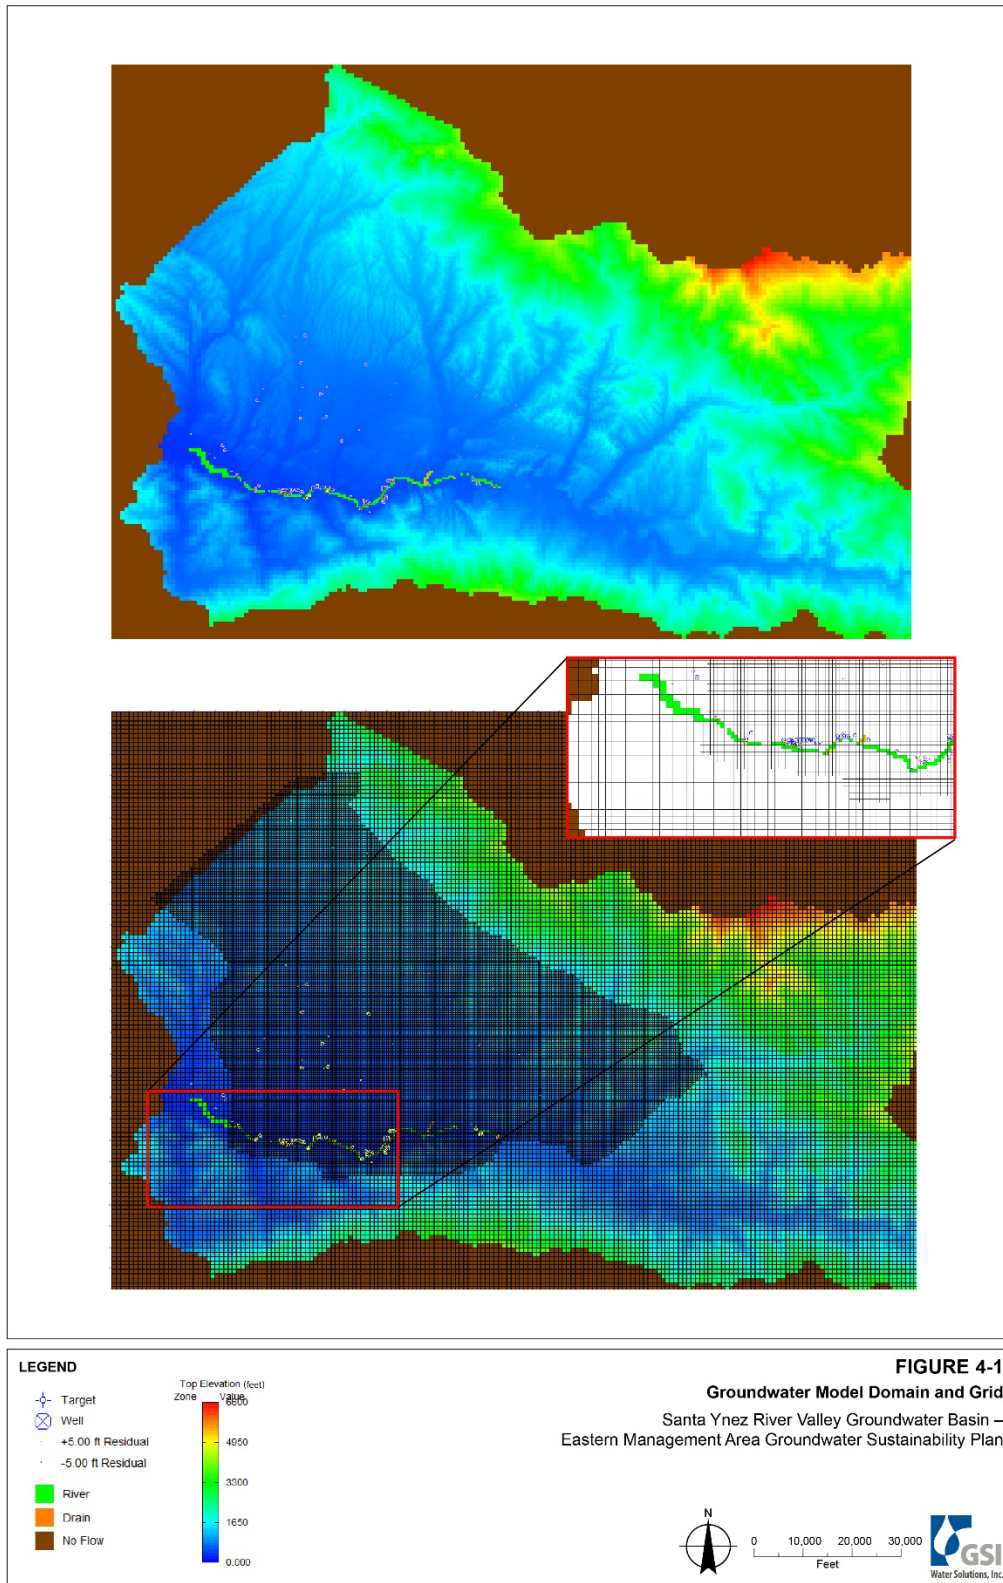 LEGEND
Target
Well
+5.00 ft Residual
-5.00 ft Residual
River
Drain
No Flow
Top Elevation (feet)
Zone Value
6600
4950
3300
1650
0.000
FIGURE 4-1
Groundwater Model Domain and Grid
Santa Ynez River Valley Groundwater Basin –
Eastern Management Area Groundwater Sustainability Plan
N
0 10,000 20,000 30,000
Feet
GSI
Water Solutions, Inc.